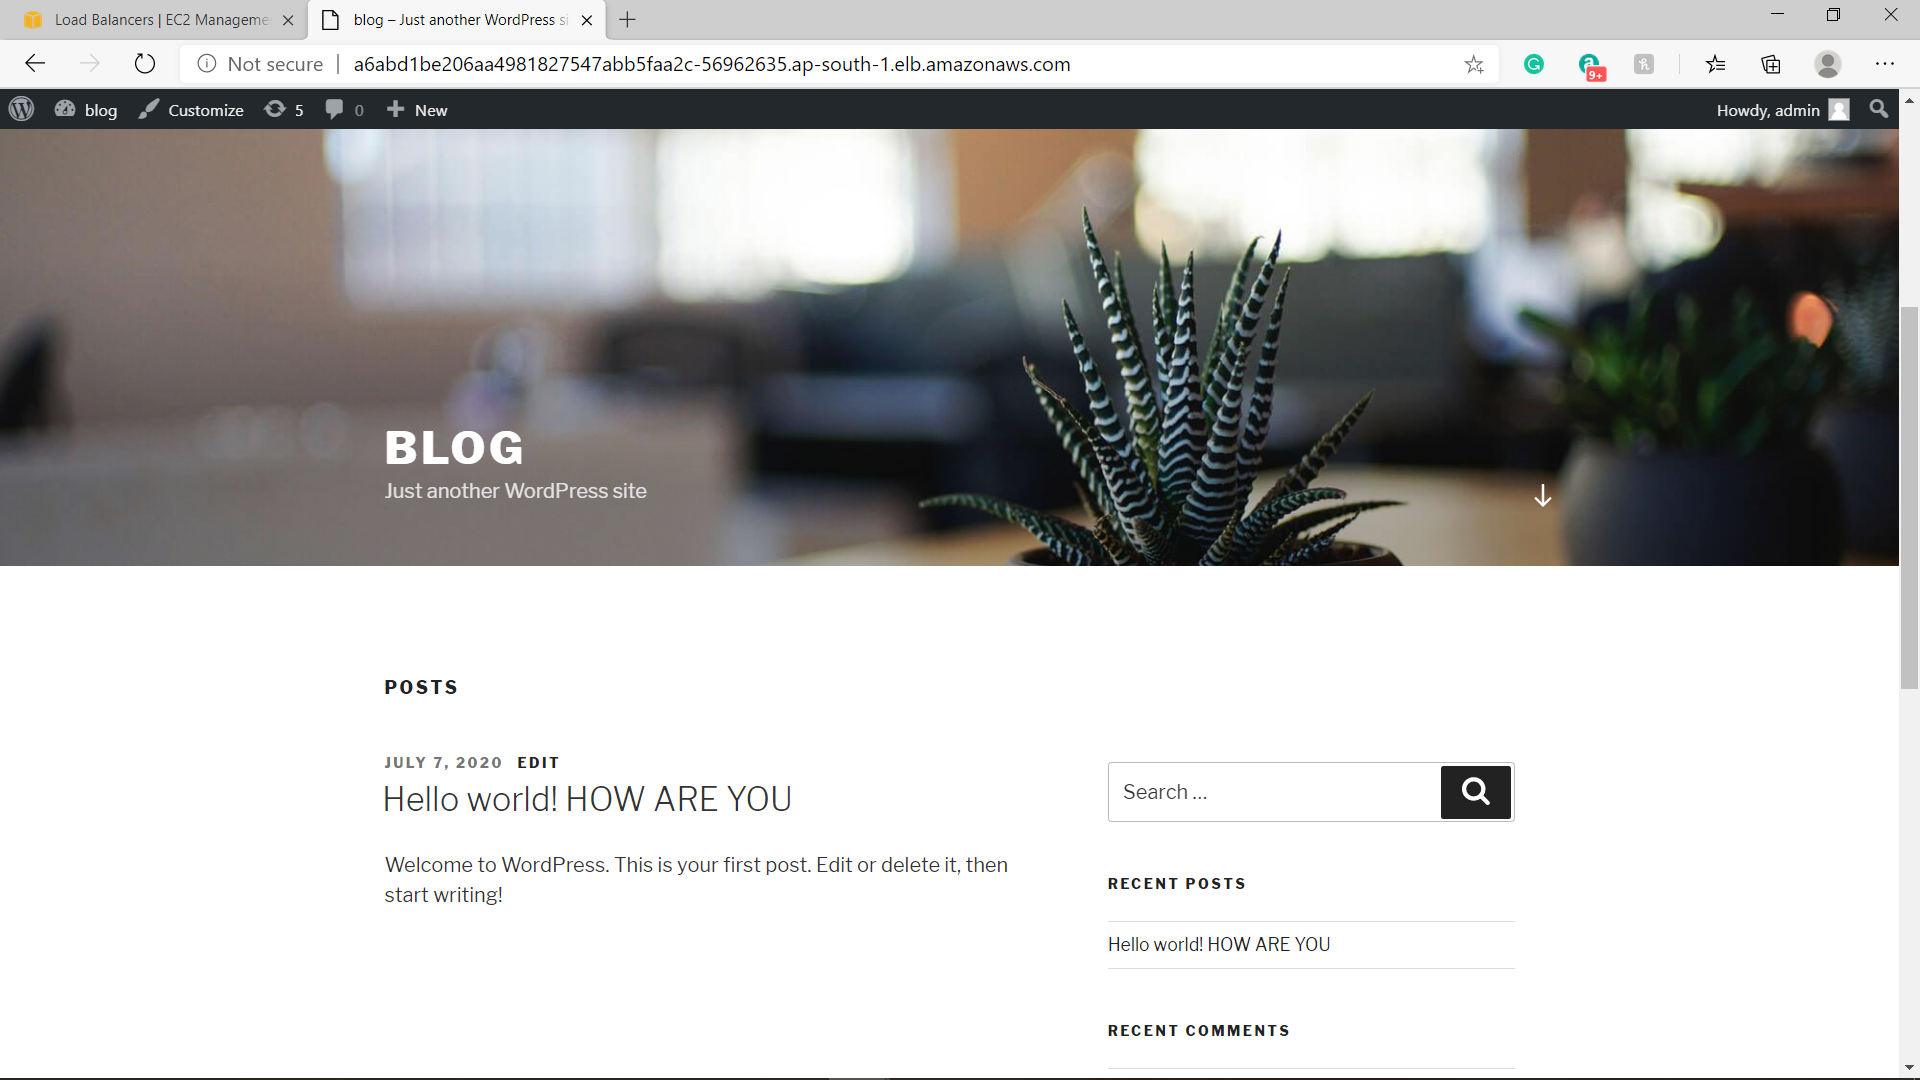 Load Balancers | EC2 Manageme
blog – Just another WordPress si
Not secure | a6abd1be206aa4981827547abb5faa2c-56962635.ap-south-1.elb.amazonaws.com
9+
blog Customize 5 0 New Howdy, admin
BLOG
Just another WordPress site
POSTS
JULY 7, 2020 EDIT
Hello world! HOW ARE YOU
Welcome to WordPress. This is your first post. Edit or delete it, then
start writing!
Search ...
RECENT POSTS
Hello world! HOW ARE YOU
RECENT COMMENTS